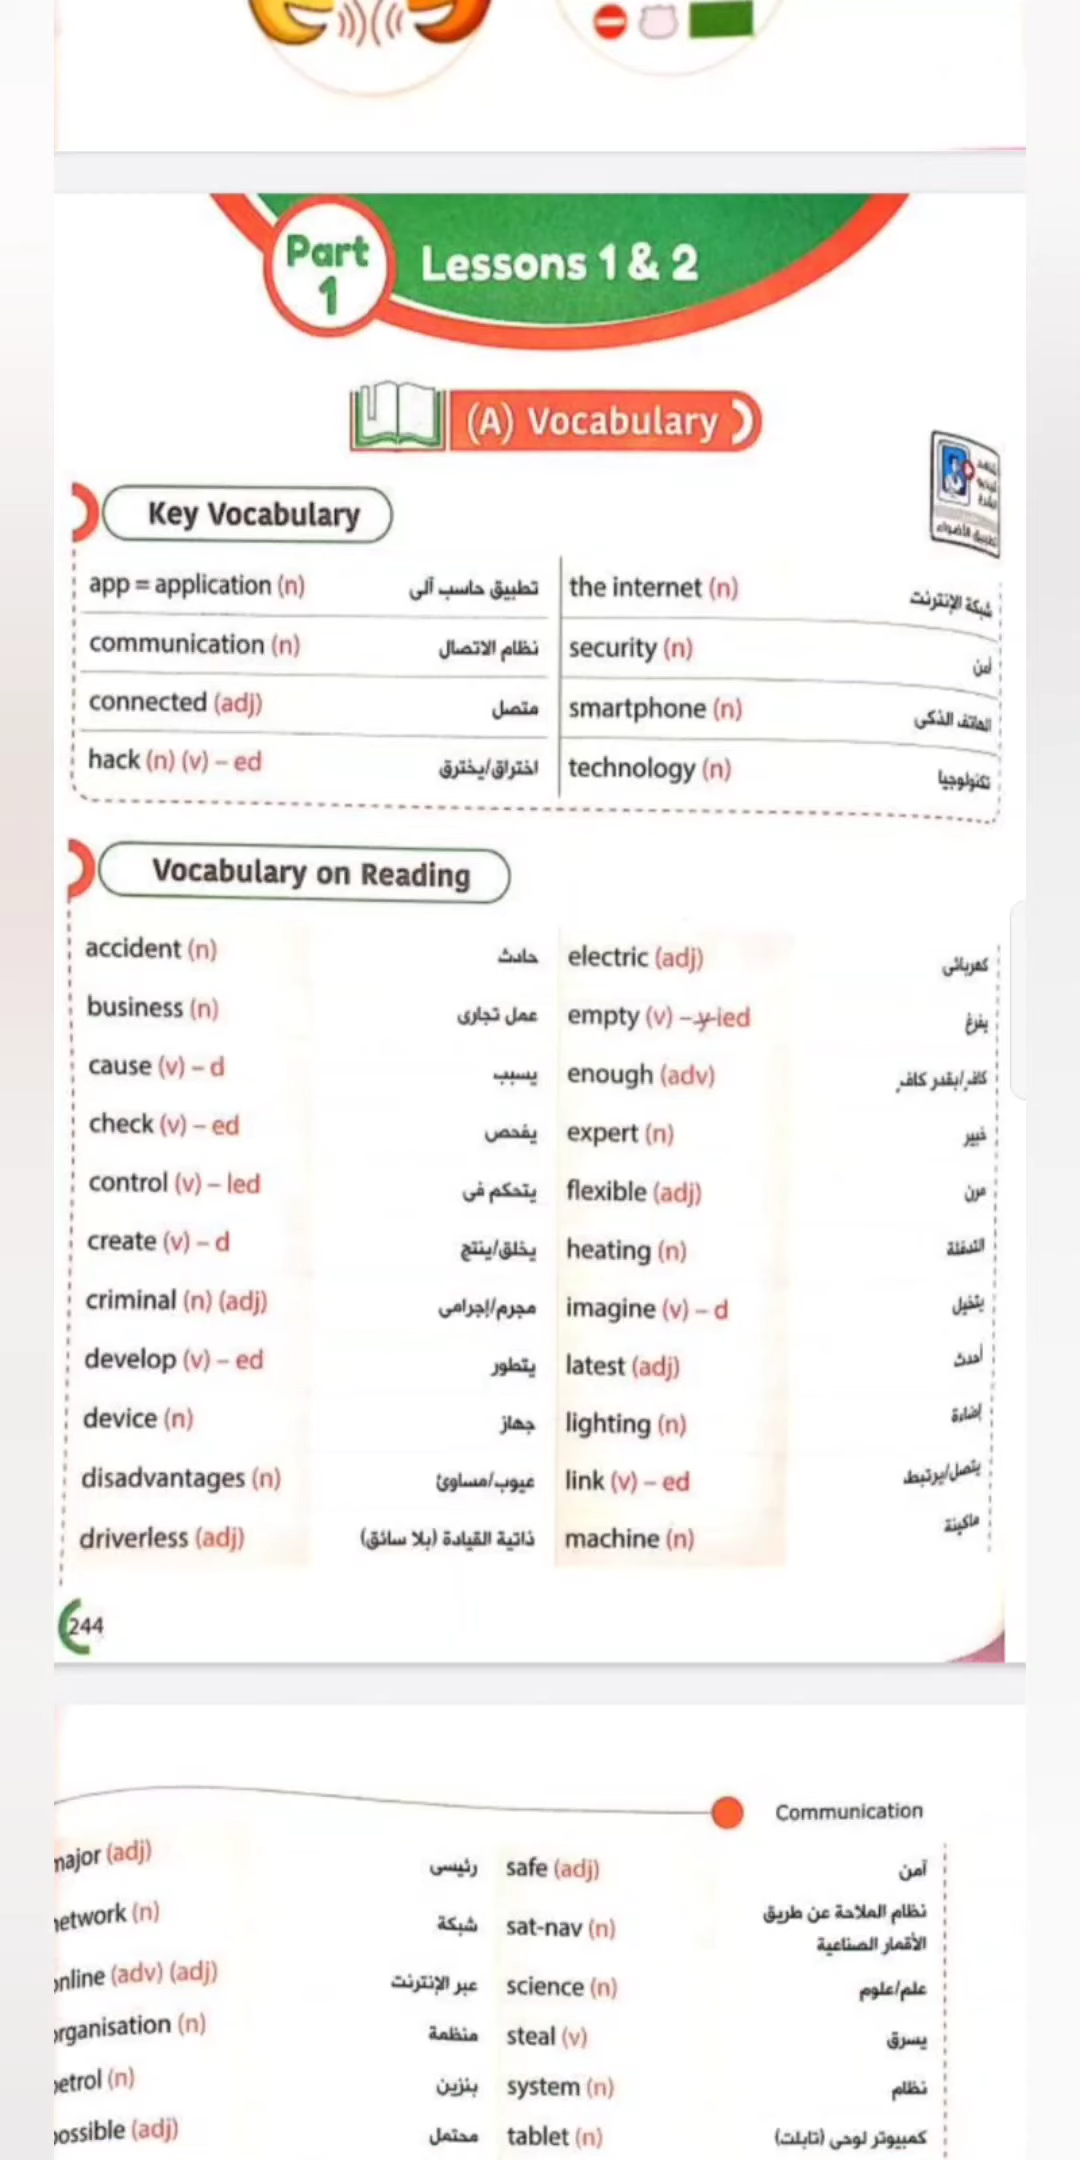 Part
1
Lessons 1 & 2
(A) Vocabulary
شاهد
فيديو
تطبيق الأضواء
Key Vocabulary
app = application (n) تطبيق حاسب آلى the internet (n) شبكة الإنترنت
communication (n) نظام الاتصال security (n) أمن
connected (adj) متصل smartphone (n) الهاتف الذكى
hack (n) (v) – ed اختراق/يخترق technology (n) تكنولوجيا
Vocabulary on Reading
accident (n) حادث electric (adj) كهربائى
business (n) عمل تجارى empty (v) – y ied يفرغ
cause (v) – d يسبب enough (adv) كافٍ/بقدر كافٍ
check (v) – ed يفحص expert (n) خبير
control (v) – led يتحكم فى flexible (adj) مرن
create (v) – d يخلق/ينتج heating (n) التدفئة
criminal (n) (adj) مجرم/إجرامى imagine (v) – d يتخيل
develop (v) – ed يتطور latest (adj) أحدث
device (n) جهاز lighting (n) إضاءة
disadvantages (n) عيوب/مساوئ link (v) – ed يتصل/يرتبط
driverless (adj) ذاتية القيادة (بلا سائق) machine (n) ماكينة
244
Communication
major (adj) رئيسى safe (adj) آمن
network (n) شبكة sat-nav (n) نظام الملاحة عن طريق
الأقمار الصناعية
online (adv) (adj) عبر الإنترنت science (n) علم/علوم
organisation (n) منظمة steal (v) يسرق
petrol (n) بنزين system (n) نظام
possible (adj) محتمل tablet (n) كمبيوتر لوحى (تابلت)